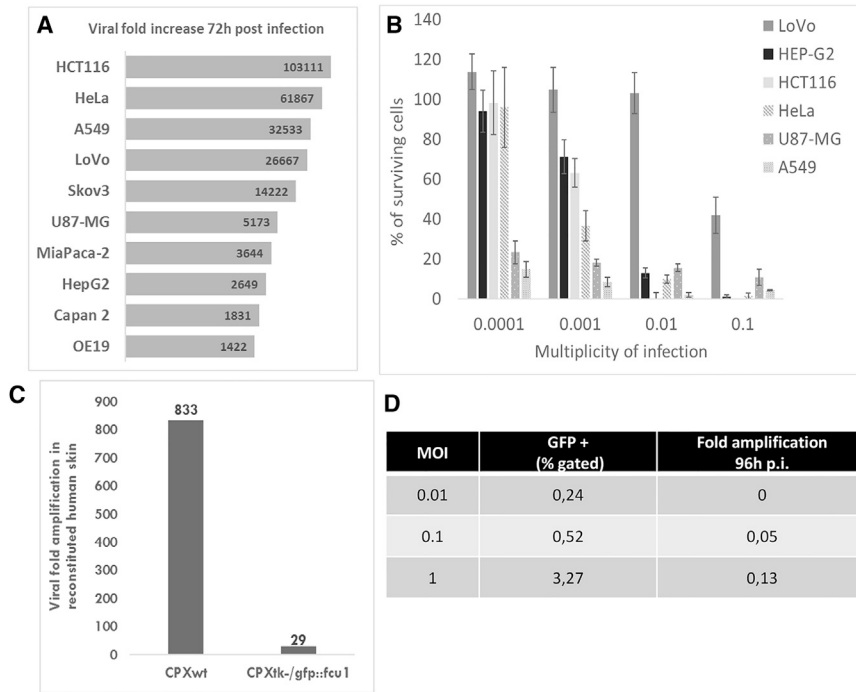 A
Viral fold increase 72h post infection
HCT116 103111
HeLa 61867
A549 32533
LoVo 26667
Skov3 14222
U87-MG 5173
MiaPaca-2 3644
HepG2 2649
Capan 2 1831
OE19 1422
B
% of surviving cells
140
120
100
80
60
40
20
0
0.0001 0.001 0.01 0.1
Multiplicity of infection
LoVo
HEP-G2
HCT116
HeLa
U87-MG
A549
C
Viral fold amplification in
reconstituted human skin
900
800
700
600
500
400
300
200
100
0
833
29
CPXwt CPXtk-/gfp::fcu1
D
MOI GFP + (% gated) Fold amplification 96h p.i.
0.01 0,24 0
0.1 0,52 0,05
1 3,27 0,13